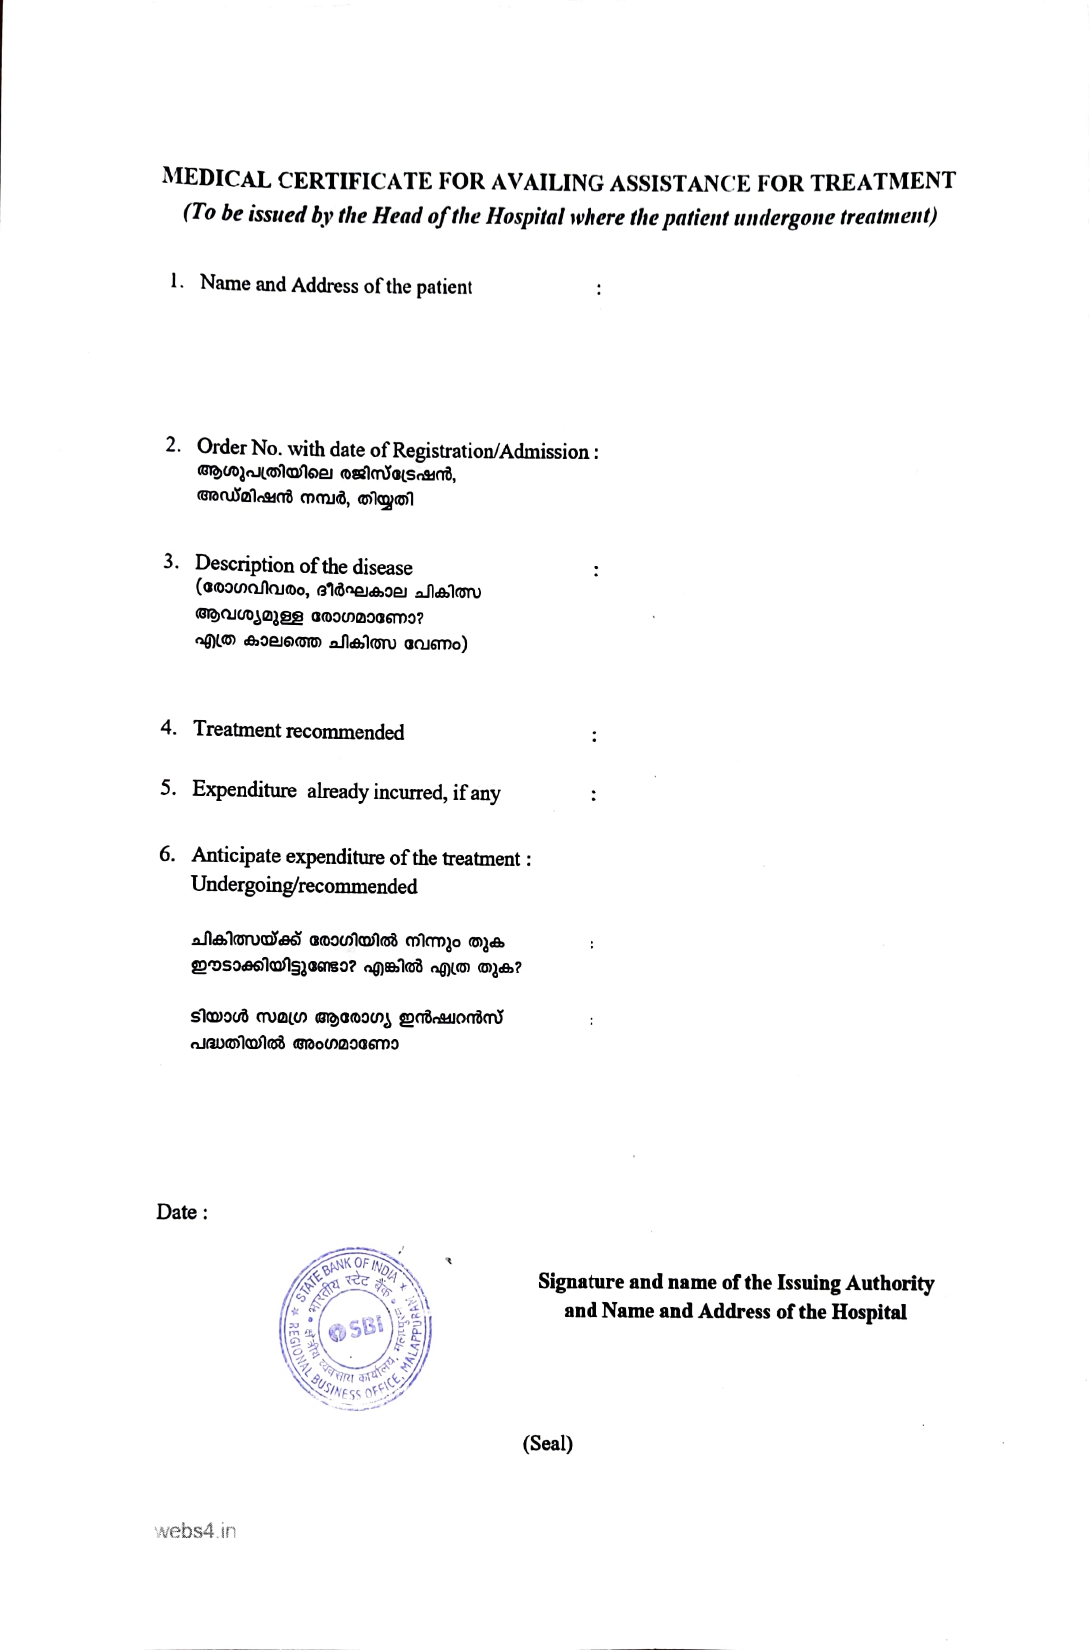 MEDICAL CERTIFICATE FOR AVAILING ASSISTANCE FOR TREATMENT
(To be issued by the Head of the Hospital where the patient undergone treatment)
1. Name and Address of the patient :
2. Order No. with date of Registration/Admission :
ആശുപത്രിയിലെ രജിസ്ട്രേഷൻ,
അഡ്മിഷൻ നമ്പർ, തിയ്യതി
3. Description of the disease :
(രോഗവിവരം, ദീർഘകാല ചികിത്സ
ആവശ്യമുള്ള രോഗമാണോ?
എത്ര കാലത്തെ ചികിത്സ വേണം)
4. Treatment recommended :
5. Expenditure already incurred, if any :
6. Anticipate expenditure of the treatment :
Undergoing/recommended
ചികിത്സയ്ക്ക് രോഗിയിൽ നിന്നും തുക :
ഈടാക്കിയിട്ടുണ്ടോ? എങ്കിൽ എത്ര തുക?
ടിയാൾ സമഗ്ര ആരോഗ്യ ഇൻഷുറൻസ് :
പദ്ധതിയിൽ അംഗമാണോ
Date :
STATE BANK OF INDIA
REGIONAL BUSINESS OFFICE, MALAPPURAM
भारतीय स्टेट बैंक
क्षेत्रीय व्यवसाय कार्यालय, मलप्पुरम
SBI
Signature and name of the Issuing Authority
and Name and Address of the Hospital
(Seal)
webs4.in